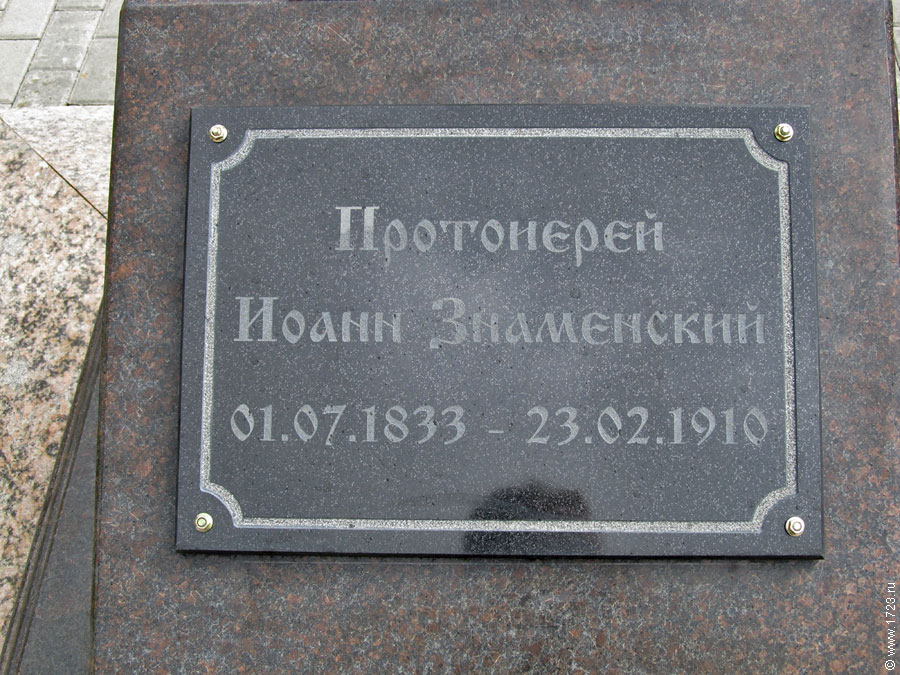 Протоиерей
Иоанн Знаменский
01.07.1833 - 23.02.1910
© www.1723.ru